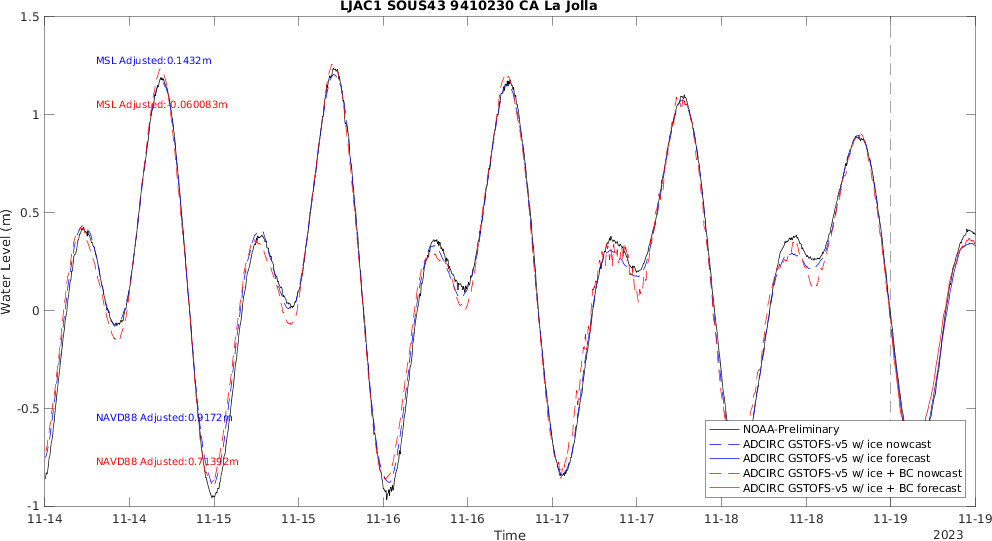 LJAC1 SOUS43 9410230 CA La Jolla
1.5
1
0.5
0
-0.5
-1
Water Level (m)
MSL Adjusted:0.1432m
MSL Adjusted:-0.060083m
NAVD88 Adjusted:0.9172m
NAVD88 Adjusted:0.71392m
NOAA-Preliminary
ADCIRC GSTOFS-v5 w/ ice nowcast
ADCIRC GSTOFS-v5 w/ ice forecast
ADCIRC GSTOFS-v5 w/ ice + BC nowcast
ADCIRC GSTOFS-v5 w/ ice + BC forecast
11-14 11-14 11-15 11-15 11-16 11-16 11-17 11-17 11-18 11-18 11-19 11-19
Time
2023